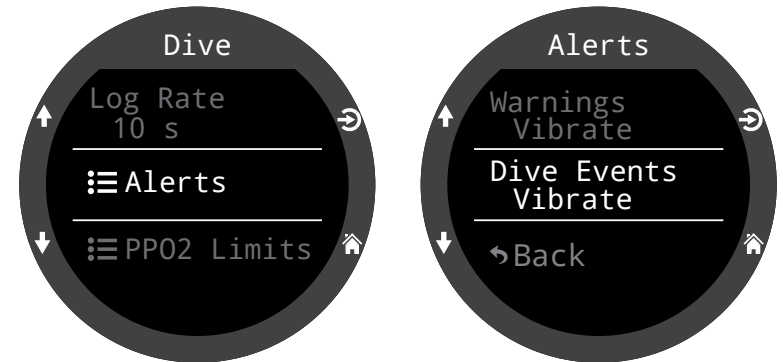 Dive
Log Rate
10 s
Alerts
PPO2 Limits
Alerts
Warnings
Vibrate
Dive Events
Vibrate
Back